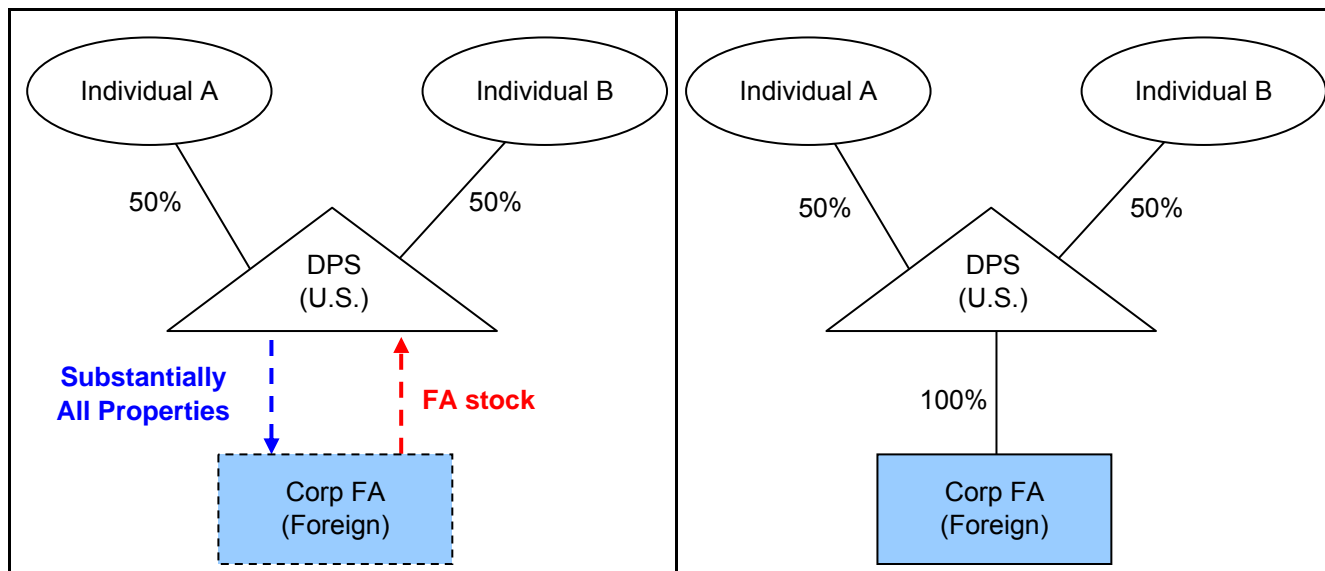 Individual A
Individual B
50%
50%
DPS
(U.S.)
Substantially
All Properties
FA stock
Corp FA
(Foreign)
Individual A
Individual B
50%
50%
DPS
(U.S.)
100%
Corp FA
(Foreign)